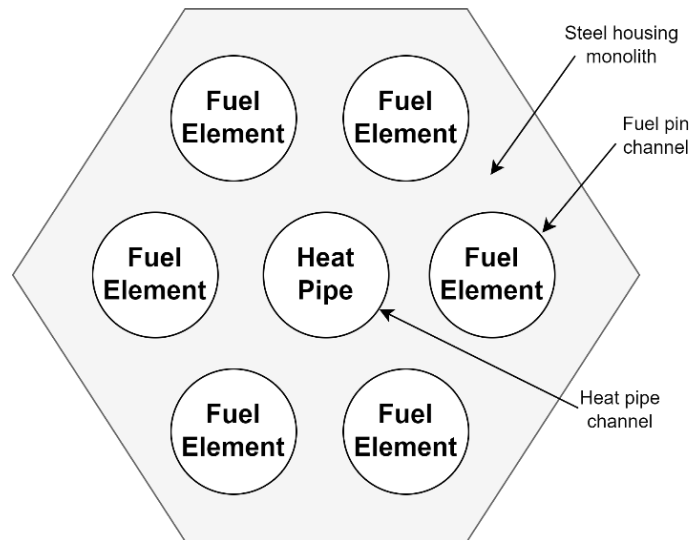 Steel housing
monolith
Fuel
Element
Fuel
Element
Fuel pin
channel
Fuel
Element
Heat
Pipe
Fuel
Element
Heat pipe
channel
Fuel
Element
Fuel
Element